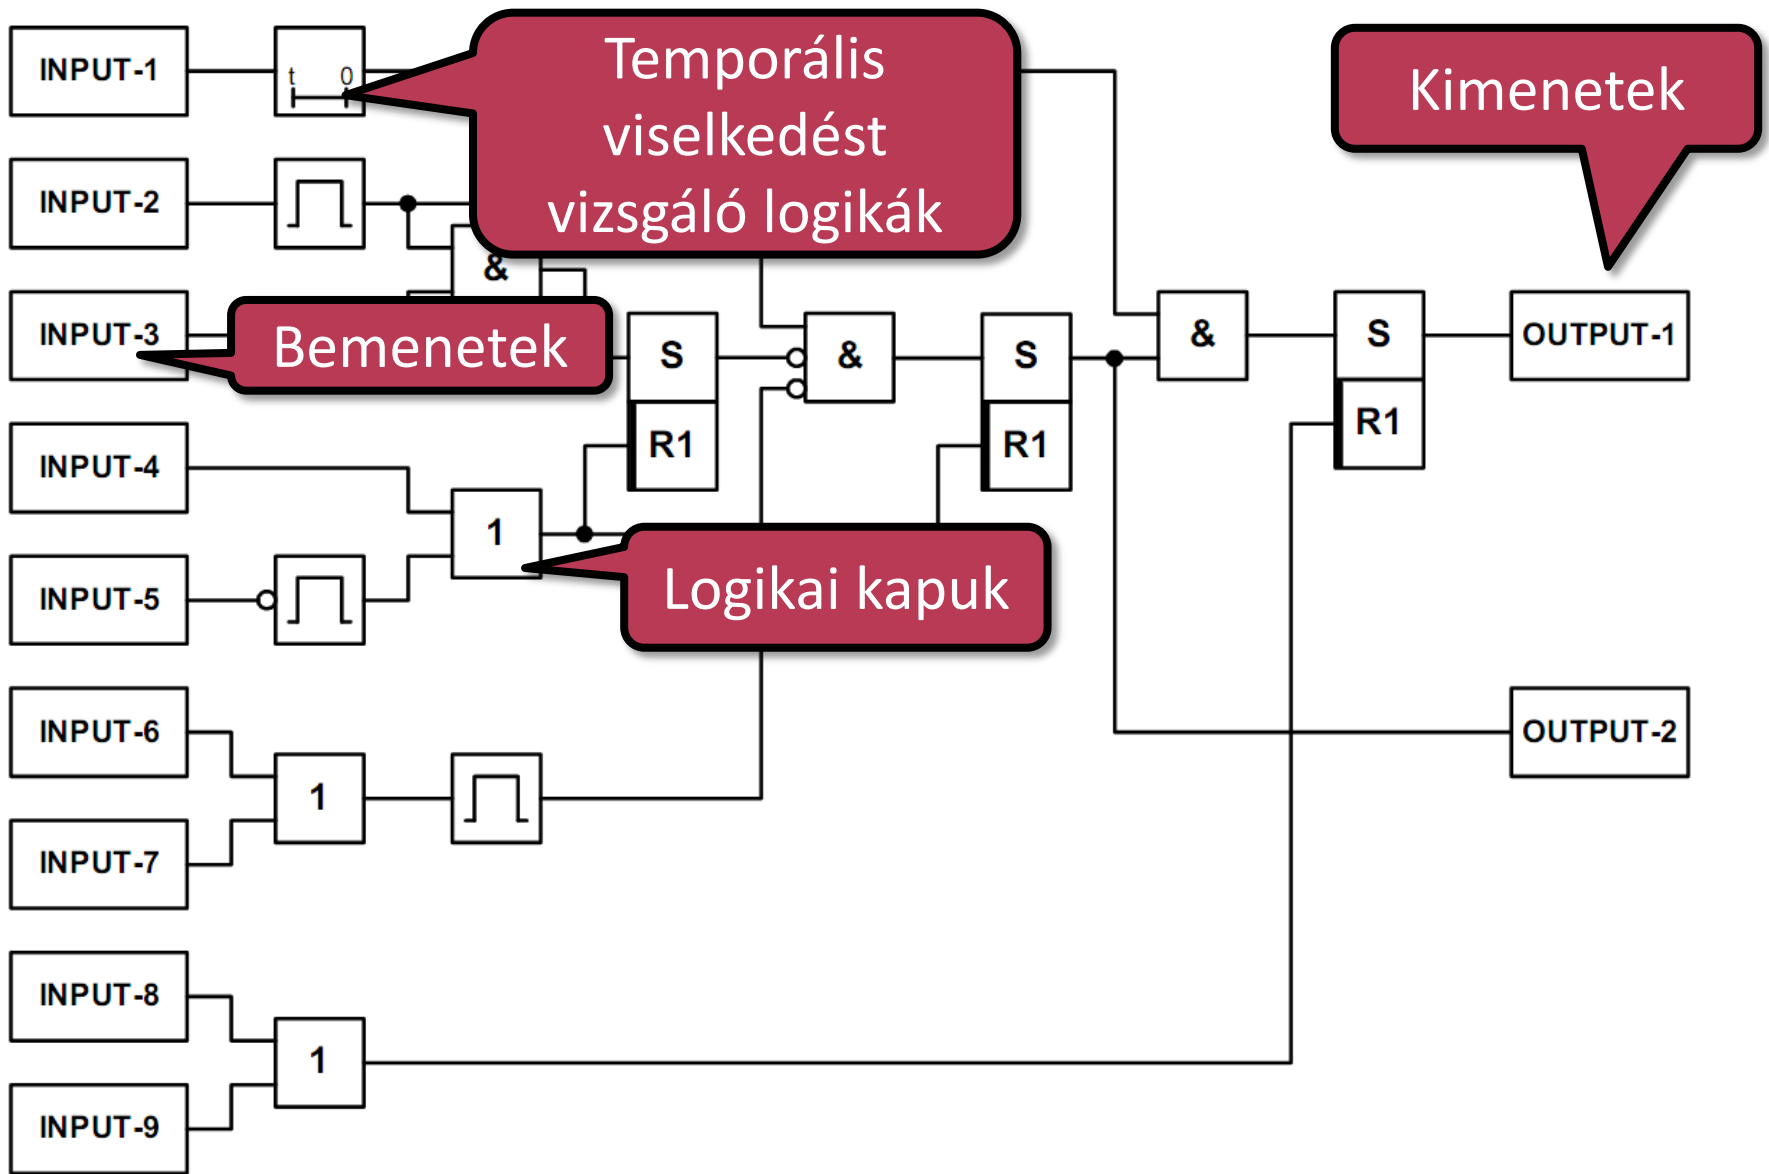 INPUT-1
t 0
Temporális
viselkedést
vizsgáló logikák
Kimenetek
INPUT-2
&
INPUT-3
Bemenetek
S
&
S
&
S
OUTPUT-1
R1
R1
R1
INPUT-4
1
INPUT-5
Logikai kapuk
INPUT-6
OUTPUT-2
1
INPUT-7
INPUT-8
1
INPUT-9